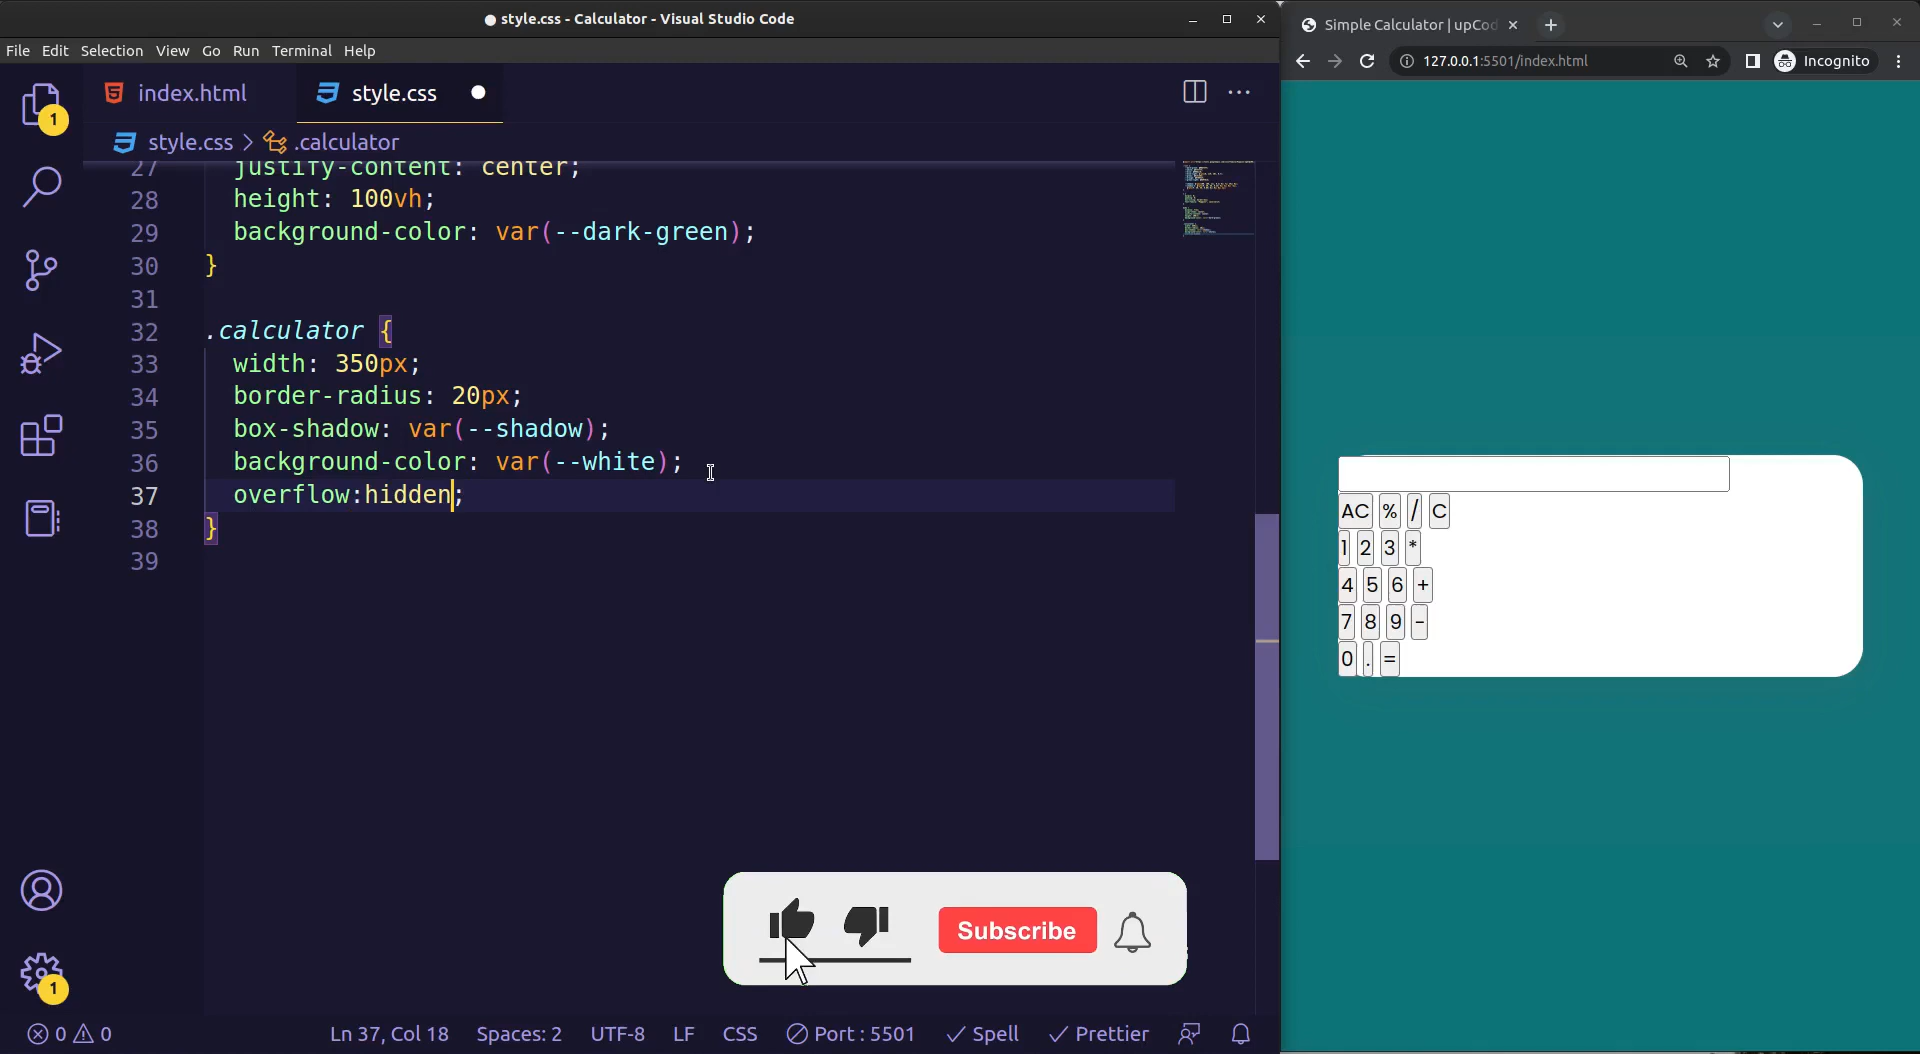 style.css - Calculator - Visual Studio Code
File Edit Selection View Go Run Terminal Help
index.html
style.css
style.css > .calculator
27 justify-content: center;
28 height: 100vh;
29 background-color: var(--dark-green);
30 }
31
32 .calculator {
33 width: 350px;
34 border-radius: 20px;
35 box-shadow: var(--shadow);
36 background-color: var(--white);
37 overflow:hidden;
38 }
39
1
1
Subscribe
0 0 Ln 37, Col 18 Spaces: 2 UTF-8 LF CSS Port : 5501 Spell Prettier
Simple Calculator | upCod
127.0.0.1:5501/index.html
Incognito
AC % / C
1 2 3 *
4 5 6 +
7 8 9 -
0 . =